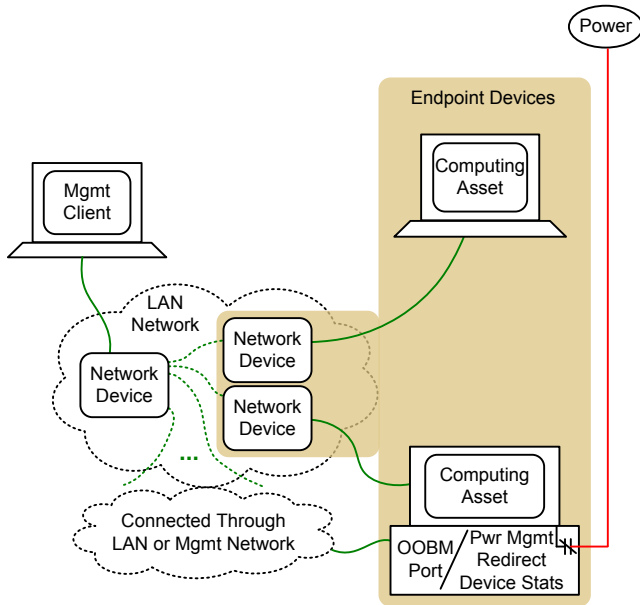 Power
Endpoint Devices
Mgmt
Client
Computing
Asset
LAN
Network
Network
Device
Network
Device
Network
Device
...
Computing
Asset
Connected Through
LAN or Mgmt Network
OOBM
Port
Pwr Mgmt
Redirect
Device Stats